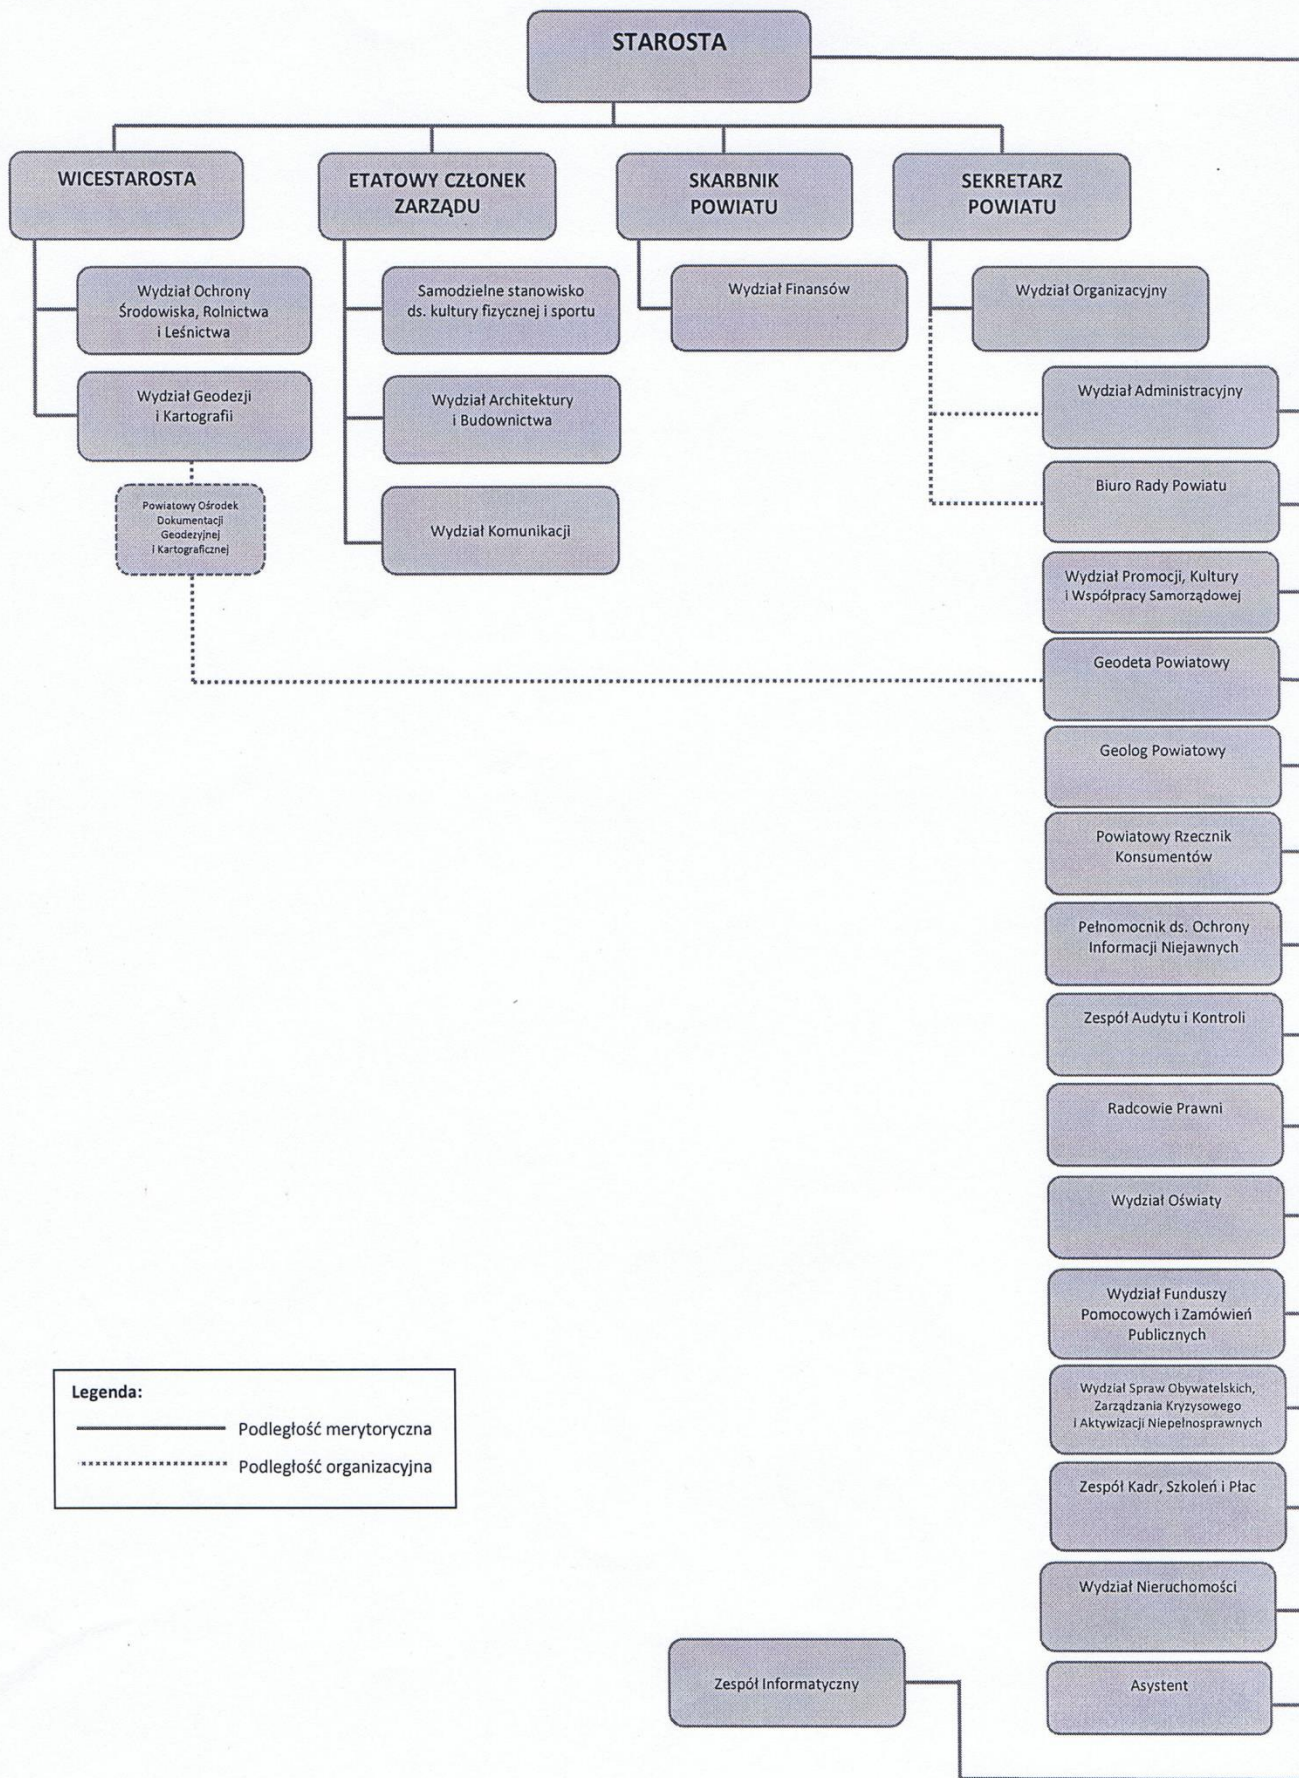 STAROSTA
WICESTAROSTA
ETATOWY CZŁONEK
ZARZĄDU
SKARBNIK
POWIATU
SEKRETARZ
POWIATU
Wydział Ochrony
Środowiska, Rolnictwa
i Leśnictwa
Wydział Geodezji
i Kartografii
Powiatowy Ośrodek
Dokumentacji
Geodezyjnej
i Kartograficznej
Samodzielne stanowisko
ds. kultury fizycznej i sportu
Wydział Architektury
i Budownictwa
Wydział Komunikacji
Wydział Finansów
Wydział Organizacyjny
Wydział Administracyjny
Biuro Rady Powiatu
Wydział Promocji, Kultury
i Współpracy Samorządowej
Geodeta Powiatowy
Geolog Powiatowy
Powiatowy Rzecznik
Konsumentów
Pełnomocnik ds. Ochrony
Informacji Niejawnych
Zespół Audytu i Kontroli
Radcowie Prawni
Wydział Oświaty
Wydział Funduszy
Pomocowych i Zamówień
Publicznych
Wydział Spraw Obywatelskich,
Zarządzania Kryzysowego
i Aktywizacji Niepełnosprawnych
Zespół Kadr, Szkoleń i Płac
Wydział Nieruchomości
Asystent
Zespół Informatyczny
Legenda:
Podległość merytoryczna
Podległość organizacyjna